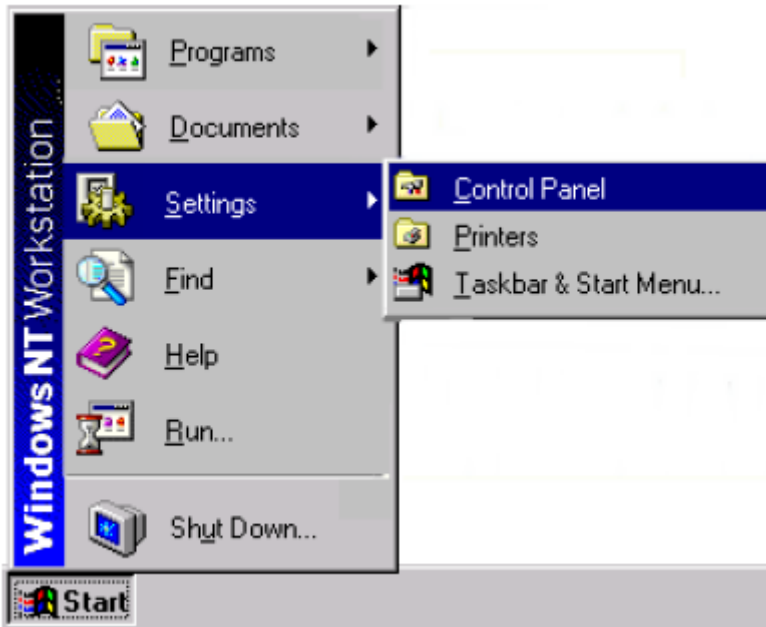 Windows NT Workstation
Programs
Documents
Settings
Find
Help
Run...
Shut Down...
Control Panel
Printers
Taskbar & Start Menu...
Start